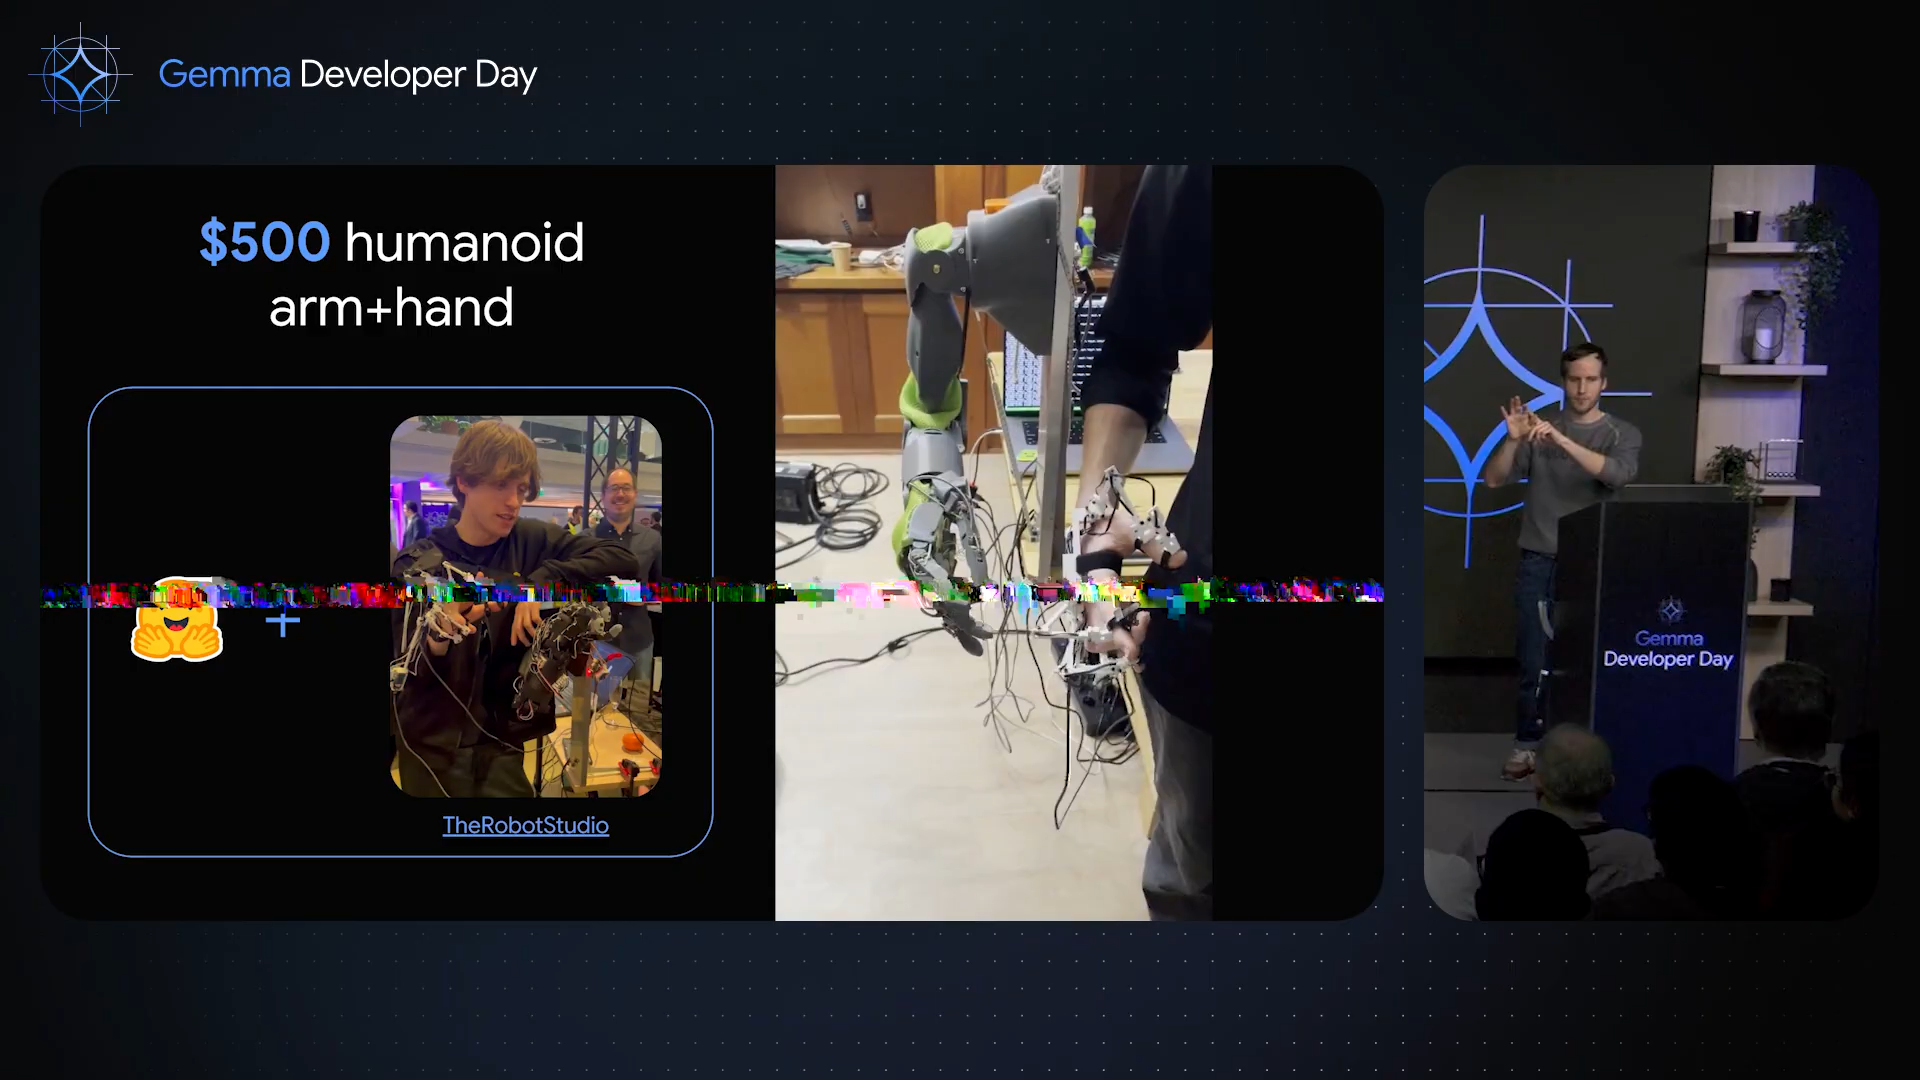 Gemma Developer Day
$500 humanoid
arm+hand
TheRobotStudio
Gemma
Developer Day